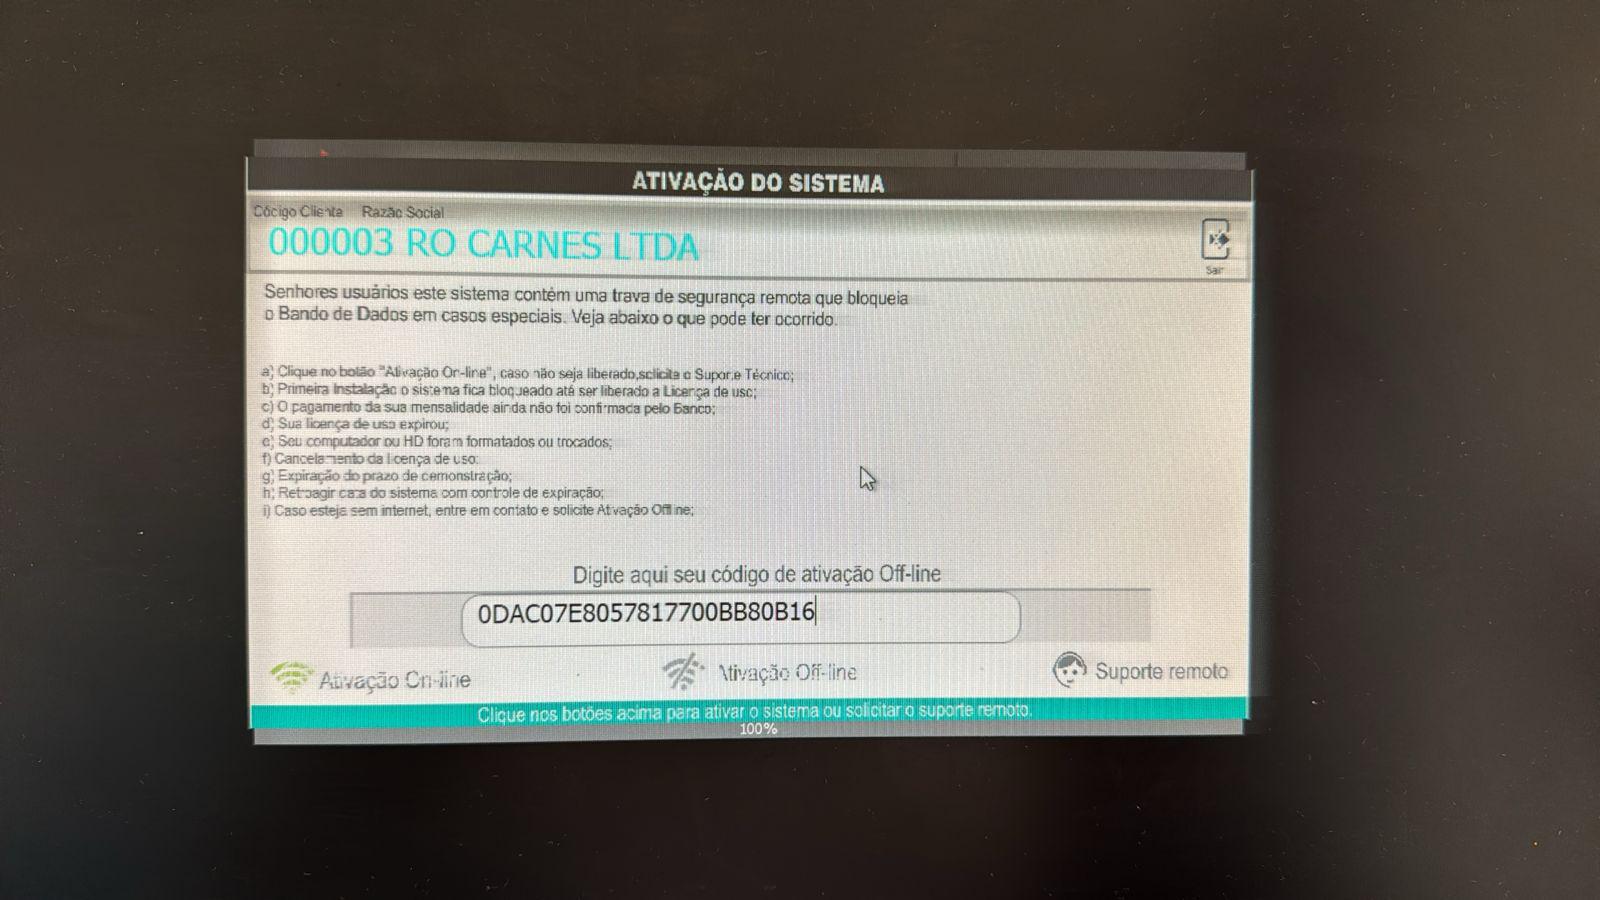 ATIVAÇÃO DO SISTEMA
Código Cliente Razão Social
000003 RO CARNES LTDA
Sair
Senhores usuários este sistema contém uma trava de segurança remota que bloqueia
o Bando de Dados em casos especiais. Veja abaixo o que pode ter ocorrido.
a) Clique no botão "Ativação On-line", caso não seja liberado,solicite o Suporte Técnico;
b) Primeira Instalação o sistema fica bloqueado até ser liberado a Licença de uso;
c) O pagamento da sua mensalidade ainda não foi confirmada pelo Banco;
d) Sua licença de uso expirou;
e) Seu computador ou HD foram formatados ou trocados;
f) Cancelamento da licença de uso;
g) Expiração do prazo de demonstração;
h) Retroagir data do sistema com controle de expiração;
i) Caso esteja sem internet, entre em contato e solicite Ativação Offline;
Digite aqui seu código de ativação Off-line
0DAC07E8057817700BB80B16
Ativação On-line Ativação Off-line Suporte remoto
Clique nos botões acima para ativar o sistema ou solicitar o suporte remoto.
100%